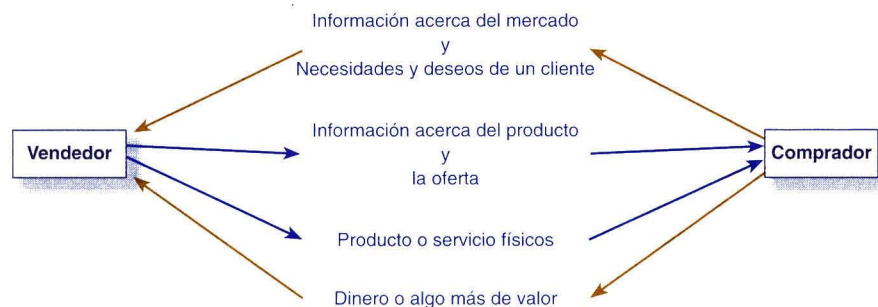 Información acerca del mercado
y
Necesidades y deseos de un cliente
Vendedor
Información acerca del producto
y
la oferta
Comprador
Producto o servicio físicos
Dinero o algo más de valor